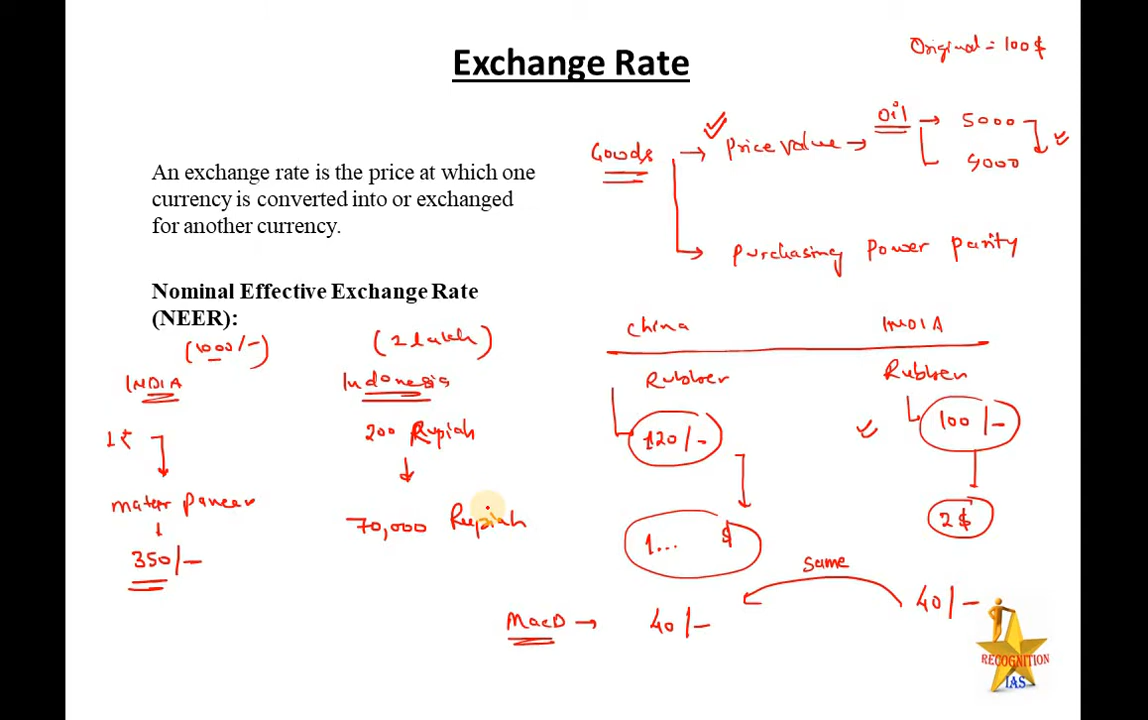 Original = 100$
Exchange Rate
Goods → Price value → Oil → 5000
4000
An exchange rate is the price at which one
currency is converted into or exchanged
for another currency.
Purchasing Power parity
Nominal Effective Exchange Rate
(NEER):
(1000/-)
(2 lakh)
China
INDIA
INDIA
Indonesia
Rubber
Rubber
1₹
200 Rupiah
120/-
100/-
matar paneer
70,000 Rupiah
1... $
2$
350/-
Same
MacD → 40/-
40/-
RECOGNITION
IAS